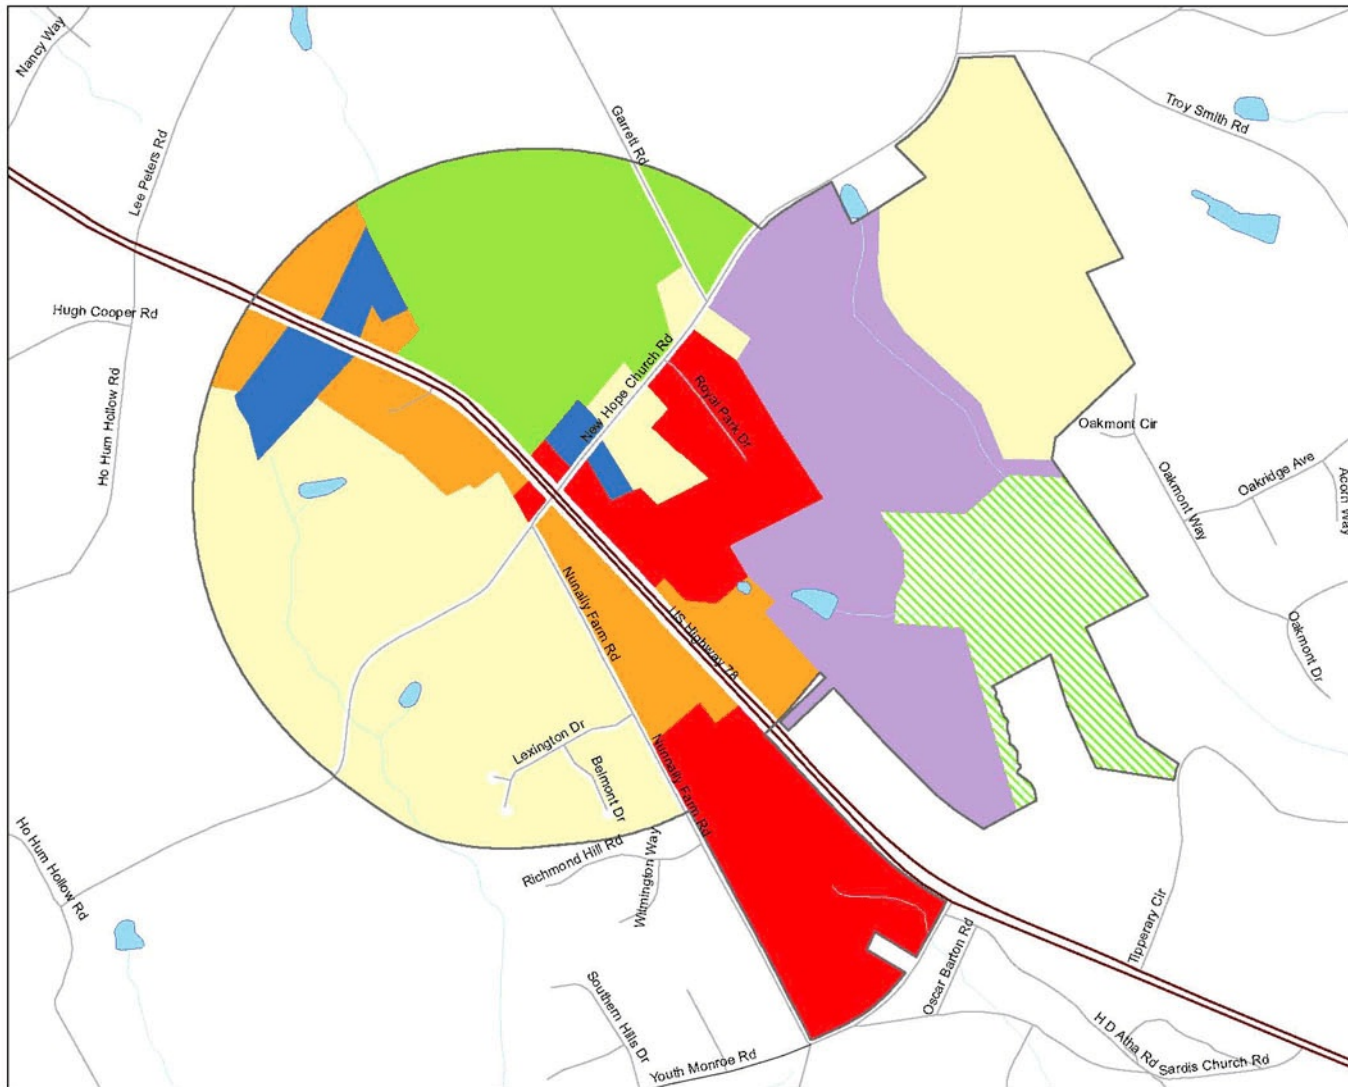 Nancy Way
Lee Peters Rd
Garrett Rd
Troy Smith Rd
Hugh Cooper Rd
Ho Hum Hollow Rd
New Hope Church Rd
Royal Park Dr
Oakmont Cir
Oakmont Way
Oakridge Ave
Acorn Way
Oakmont Dr
Nunally Farm Rd
US Highway 78
Lexington Dr
Belmont Dr
Nunnally Farm Rd
Richmond Hill Rd
Wilmington Way
Ho Hum Hollow Rd
Southern Hills Dr
Youth Monroe Rd
Oscar Barton Rd
Tipperary Cir
H D Atha Rd
Sardis Church Rd